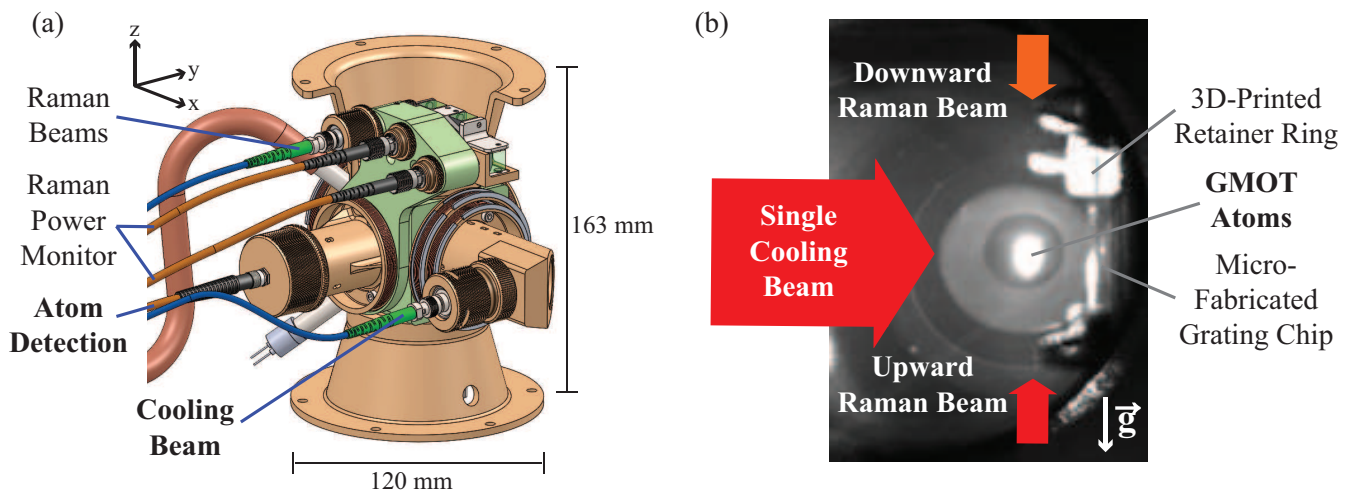 (a)
z
y
x
Raman
Beams
Raman
Power
Monitor
Atom
Detection
Cooling
Beam
163 mm
120 mm
(b)
Downward
Raman Beam
Single
Cooling
Beam
Upward
Raman Beam
3D-Printed
Retainer Ring
GMOT
Atoms
Micro-
Fabricated
Grating Chip
g